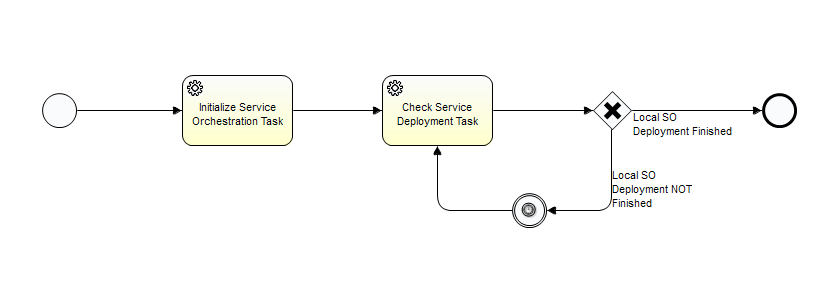 Initialize Service
Orchestration Task
Check Service
Deployment Task
Local SO
Deployment Finished
Local SO
Deployment NOT
Finished